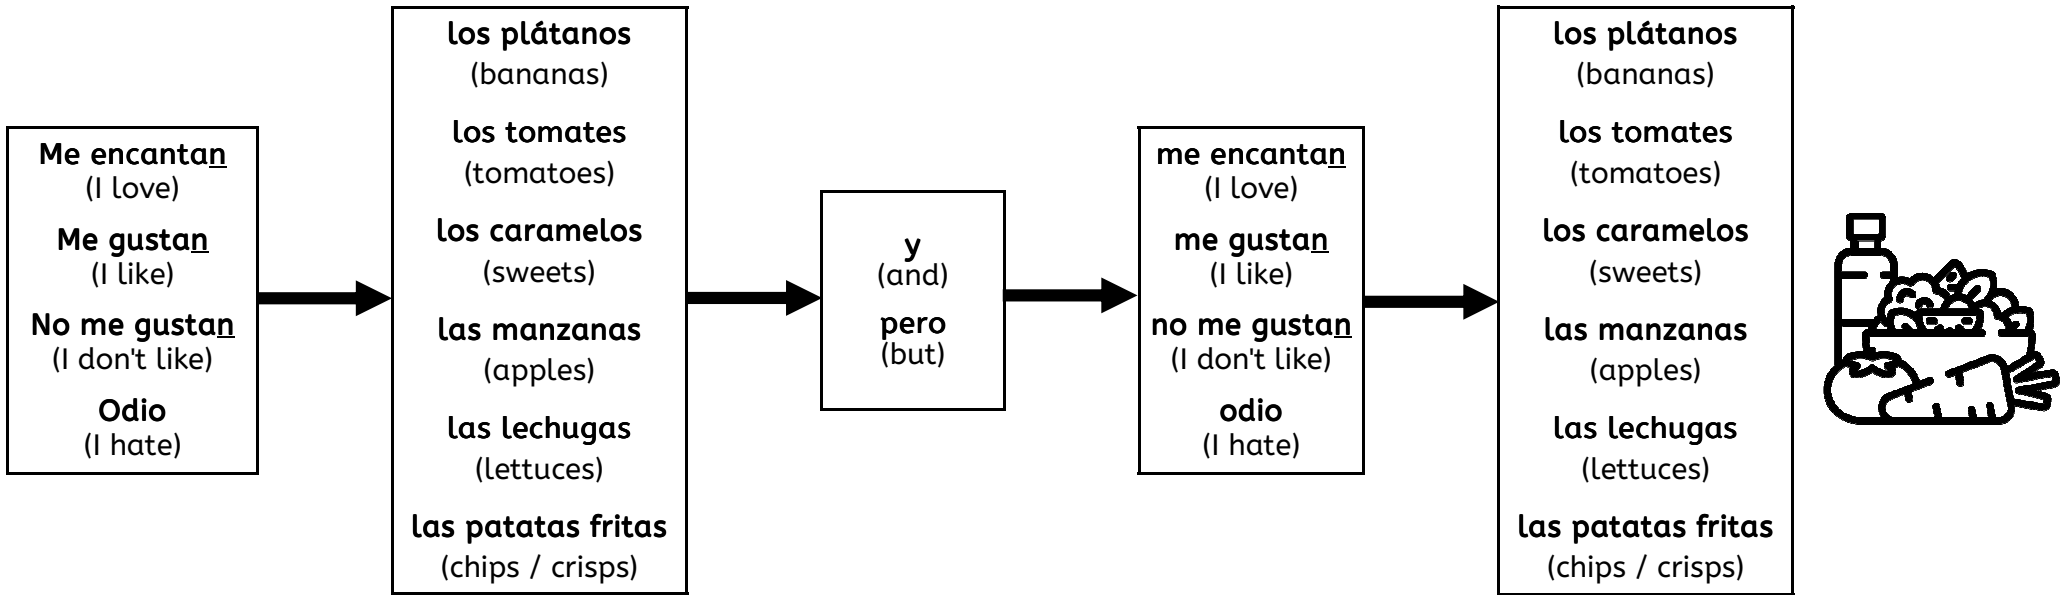 Me encantan
(I love)
Me gustan
(I like)
No me gustan
(I don't like)
Odio
(I hate)
los plátanos
(bananas)
los tomates
(tomatoes)
los caramelos
(sweets)
las manzanas
(apples)
las lechugas
(lettuces)
las patatas fritas
(chips / crisps)
y
(and)
pero
(but)
me encantan
(I love)
me gustan
(I like)
no me gustan
(I don't like)
odio
(I hate)
los plátanos
(bananas)
los tomates
(tomatoes)
los caramelos
(sweets)
las manzanas
(apples)
las lechugas
(lettuces)
las patatas fritas
(chips / crisps)